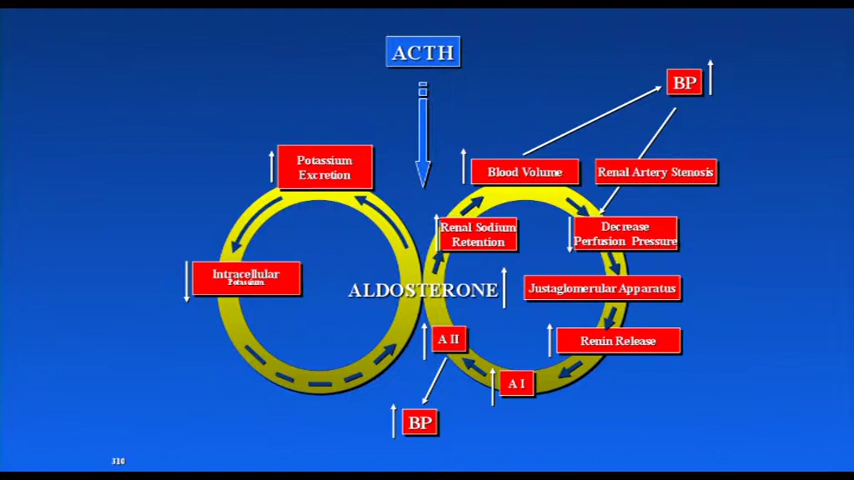 ACTH
BP
Potassium
Excretion
Blood Volume
Renal Artery Stenosis
Renal Sodium
Retention
Decrease
Perfusion Pressure
Intracellular
Potassium
ALDOSTERONE
Justaglomerular Apparatus
A II
Renin Release
A I
BP
310